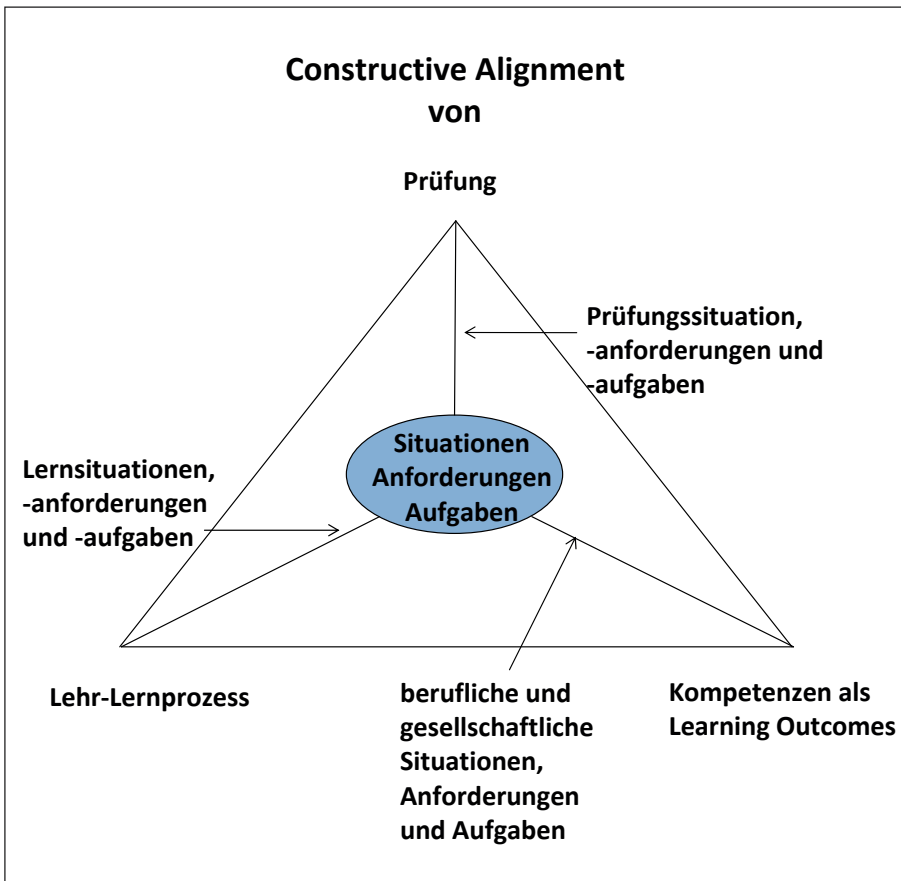 Constructive Alignment
von
Prüfung
Prüfungssituation,
-anforderungen und
-aufgaben
Situationen
Anforderungen
Aufgaben
Lernsituationen,
-anforderungen
und -aufgaben
Lehr-Lernprozess
berufliche und
gesellschaftliche
Situationen,
Anforderungen
und Aufgaben
Kompetenzen als
Learning Outcomes